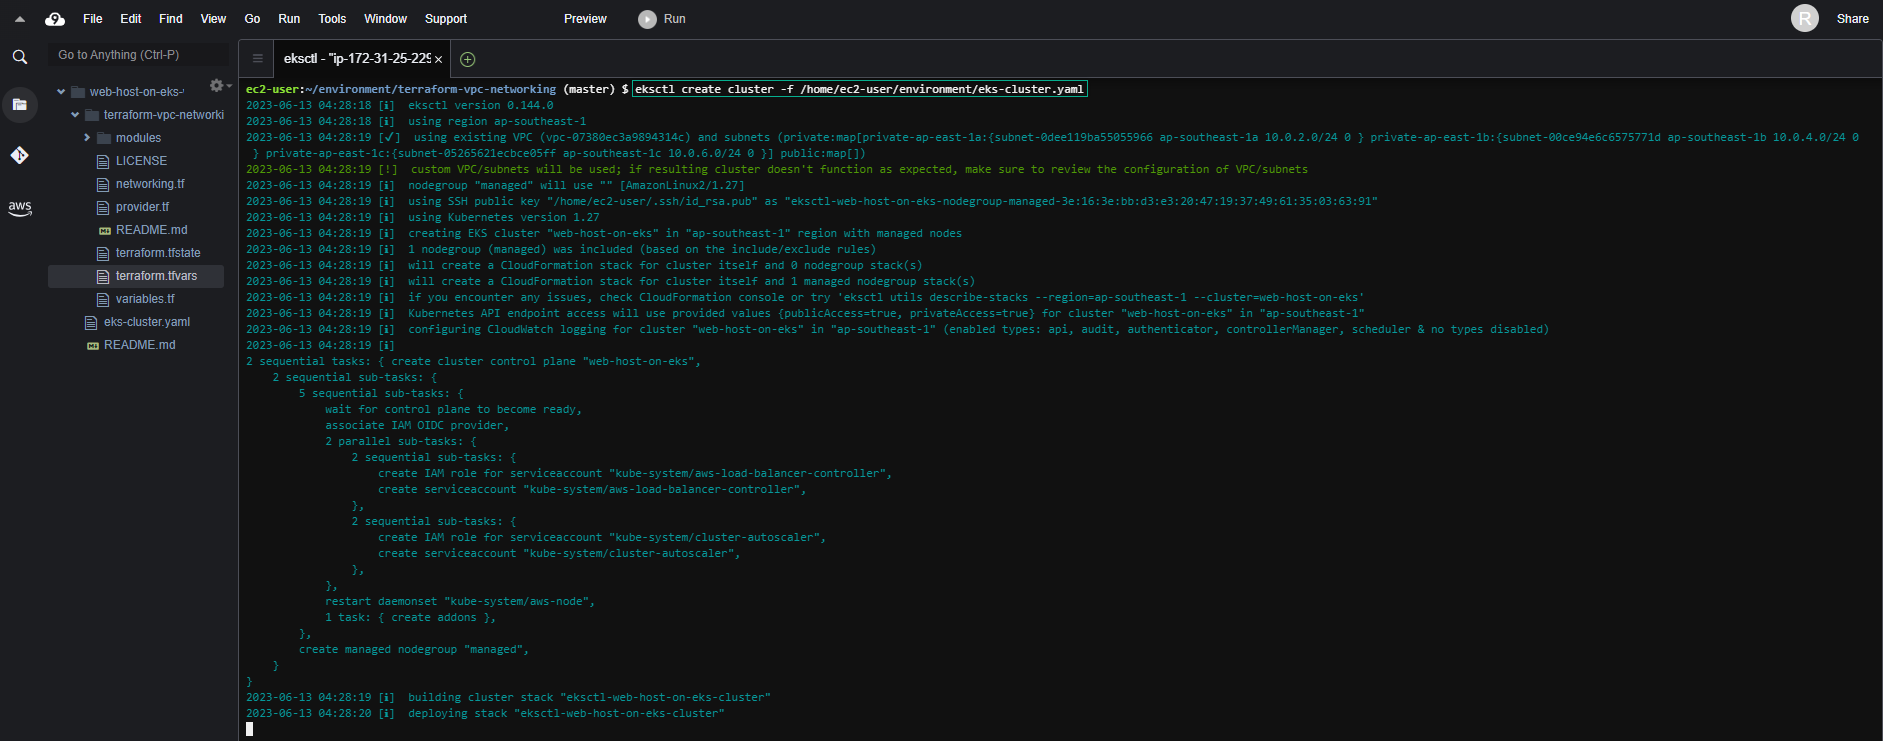 File Edit Find View Go Run Tools Window Support Preview Run R Share
Go to Anything (Ctrl-P)
eksctl - "ip-172-31-25-229
web-host-on-eks-
terraform-vpc-networki
modules
LICENSE
networking.tf
provider.tf
README.md
terraform.tfstate
terraform.tfvars
variables.tf
eks-cluster.yaml
README.md
aws
ec2-user:~/environment/terraform-vpc-networking (master) $ eksctl create cluster -f /home/ec2-user/environment/eks-cluster.yaml
2023-06-13 04:28:18 [ℹ]  eksctl version 0.144.0
2023-06-13 04:28:18 [ℹ]  using region ap-southeast-1
2023-06-13 04:28:19 [✓]  using existing VPC (vpc-07380ec3a9894314c) and subnets (private:map[private-ap-east-1a:{subnet-0dee119ba55055966 ap-southeast-1a 10.0.2.0/24 0 } private-ap-east-1b:{subnet-00ce94e6c6575771d ap-southeast-1b 10.0.4.0/24 0
 } private-ap-east-1c:{subnet-05265621ecbce05ff ap-southeast-1c 10.0.6.0/24 0 }] public:map[])
2023-06-13 04:28:19 [!]  custom VPC/subnets will be used; if resulting cluster doesn't function as expected, make sure to review the configuration of VPC/subnets
2023-06-13 04:28:19 [ℹ]  nodegroup "managed" will use "" [AmazonLinux2/1.27]
2023-06-13 04:28:19 [ℹ]  using SSH public key "/home/ec2-user/.ssh/id_rsa.pub" as "eksctl-web-host-on-eks-nodegroup-managed-3e:16:3e:bb:d3:e3:20:47:19:37:49:61:35:03:63:91"
2023-06-13 04:28:19 [ℹ]  using Kubernetes version 1.27
2023-06-13 04:28:19 [ℹ]  creating EKS cluster "web-host-on-eks" in "ap-southeast-1" region with managed nodes
2023-06-13 04:28:19 [ℹ]  1 nodegroup (managed) was included (based on the include/exclude rules)
2023-06-13 04:28:19 [ℹ]  will create a CloudFormation stack for cluster itself and 0 nodegroup stack(s)
2023-06-13 04:28:19 [ℹ]  will create a CloudFormation stack for cluster itself and 1 managed nodegroup stack(s)
2023-06-13 04:28:19 [ℹ]  if you encounter any issues, check CloudFormation console or try 'eksctl utils describe-stacks --region=ap-southeast-1 --cluster=web-host-on-eks'
2023-06-13 04:28:19 [ℹ]  Kubernetes API endpoint access will use provided values {publicAccess=true, privateAccess=true} for cluster "web-host-on-eks" in "ap-southeast-1"
2023-06-13 04:28:19 [ℹ]  configuring CloudWatch logging for cluster "web-host-on-eks" in "ap-southeast-1" (enabled types: api, audit, authenticator, controllerManager, scheduler & no types disabled)
2023-06-13 04:28:19 [ℹ]
2 sequential tasks: { create cluster control plane "web-host-on-eks",
    2 sequential sub-tasks: {
        5 sequential sub-tasks: {
            wait for control plane to become ready,
            associate IAM OIDC provider,
            2 parallel sub-tasks: {
                2 sequential sub-tasks: {
                    create IAM role for serviceaccount "kube-system/aws-load-balancer-controller",
                    create serviceaccount "kube-system/aws-load-balancer-controller",
                },
                2 sequential sub-tasks: {
                    create IAM role for serviceaccount "kube-system/cluster-autoscaler",
                    create serviceaccount "kube-system/cluster-autoscaler",
                },
            },
            restart daemonset "kube-system/aws-node",
            1 task: { create addons },
        },
        create managed nodegroup "managed",
    }
}
2023-06-13 04:28:19 [ℹ]  building cluster stack "eksctl-web-host-on-eks-cluster"
2023-06-13 04:28:20 [ℹ]  deploying stack "eksctl-web-host-on-eks-cluster"